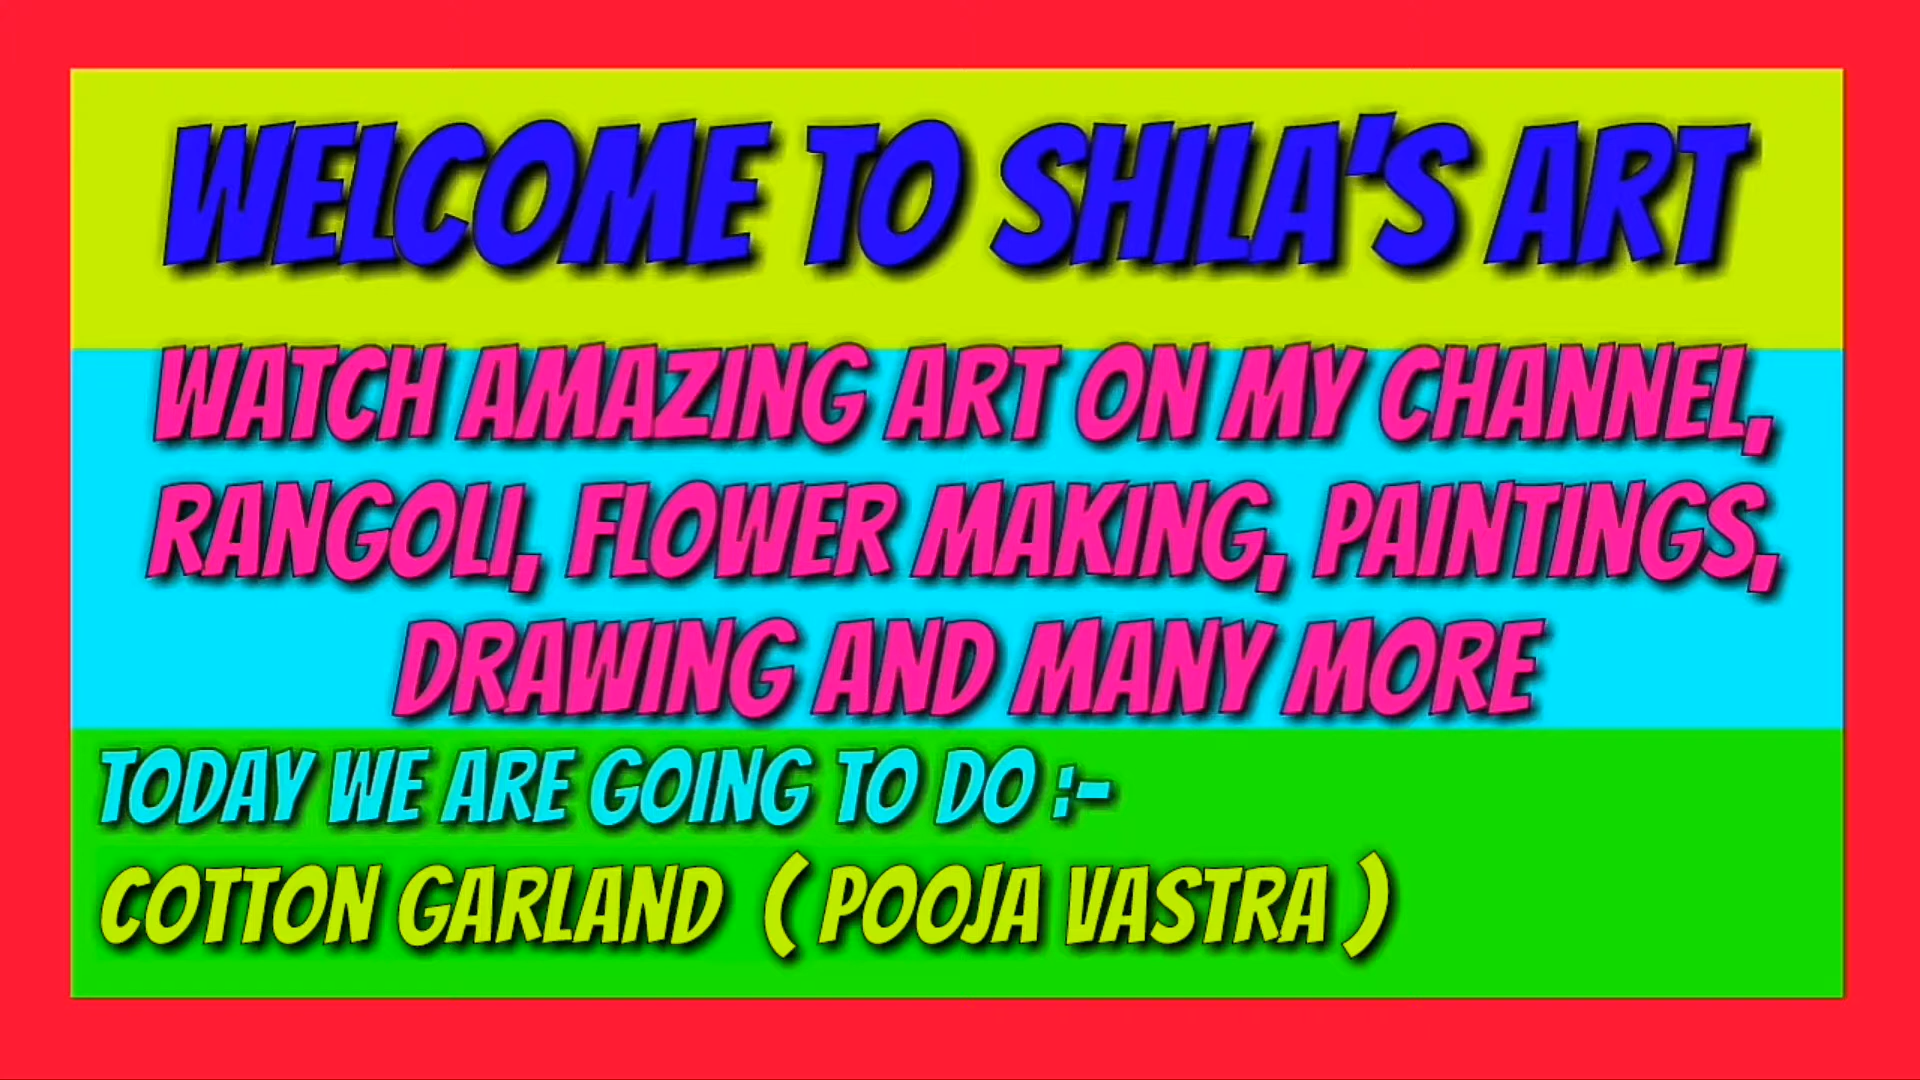 WELCOME TO SHILA'S ART
WATCH AMAZING ART ON MY CHANNEL,
RANGOLI, FLOWER MAKING, PAINTINGS,
DRAWING AND MANY MORE
TODAY WE ARE GOING TO DO :-
COTTON GARLAND ( POOJA VASTRA )